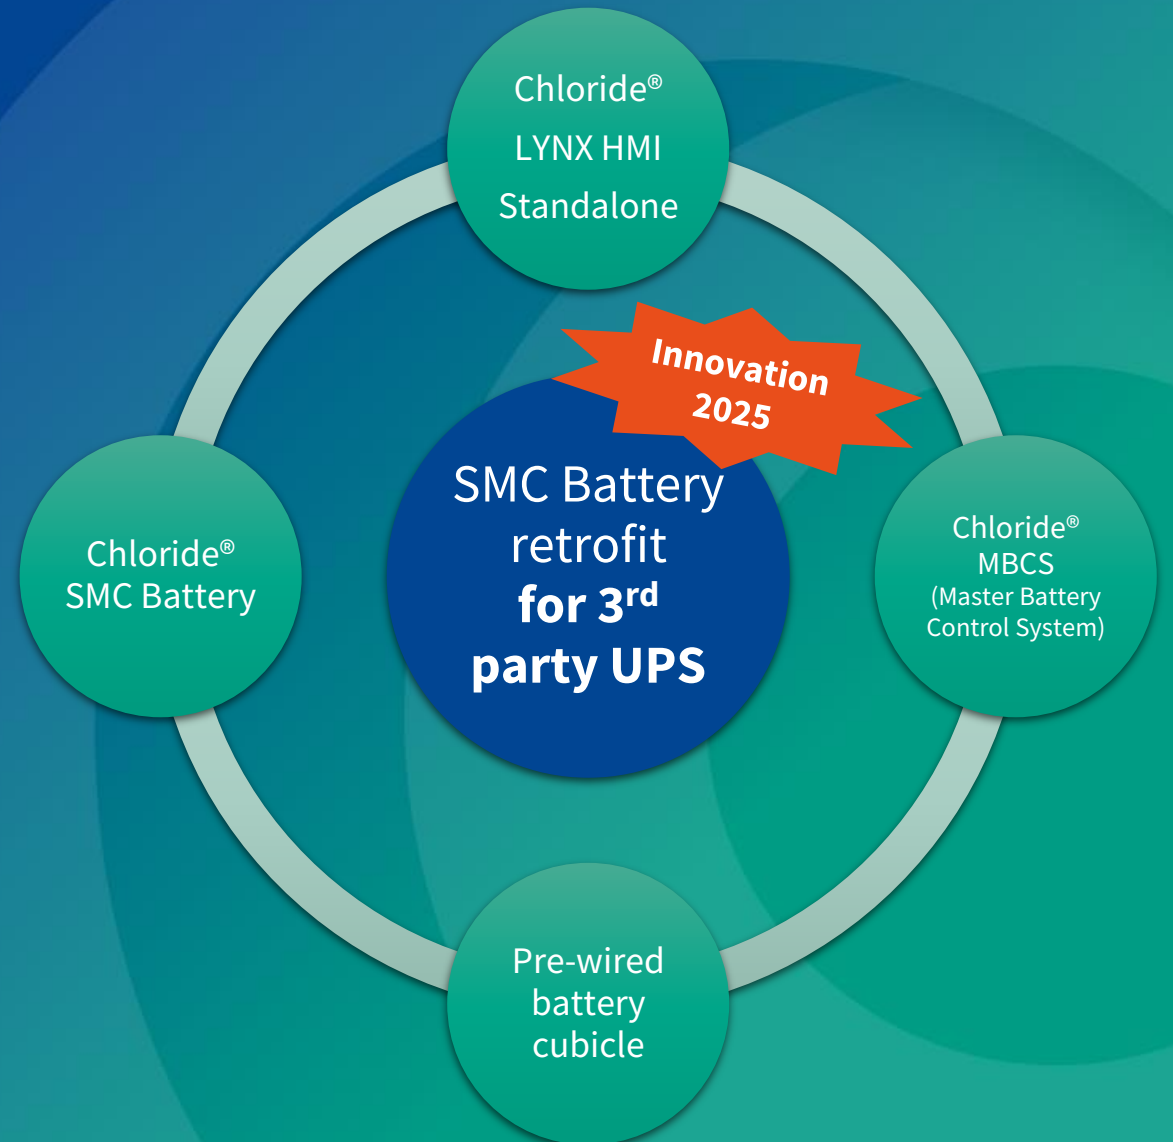 Chloride®
LYNX HMI
Standalone
Innovation
2025
SMC Battery
retrofit
for 3rd
party UPS
Chloride®
SMC Battery
Chloride®
MBCS
(Master Battery
Control System)
Pre-wired
battery
cubicle